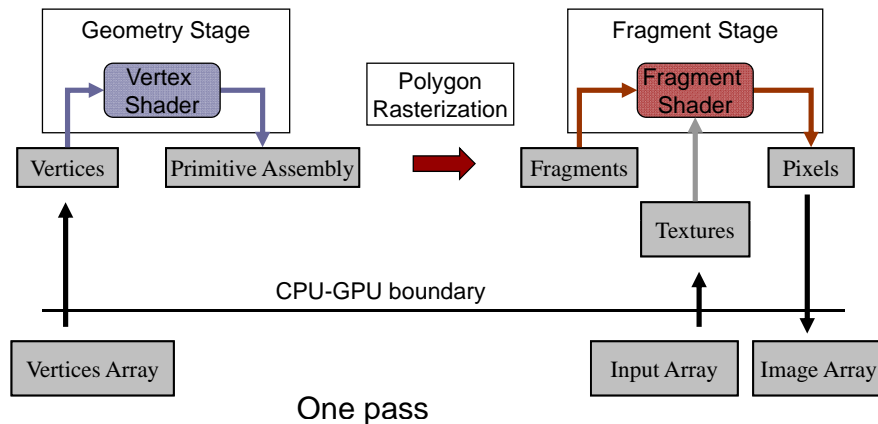 Geometry Stage
Vertex
Shader
Polygon
Rasterization
Fragment Stage
Fragment
Shader
Vertices
Primitive Assembly
Fragments
Pixels
Textures
CPU-GPU boundary
Vertices Array
Input Array
Image Array
One pass